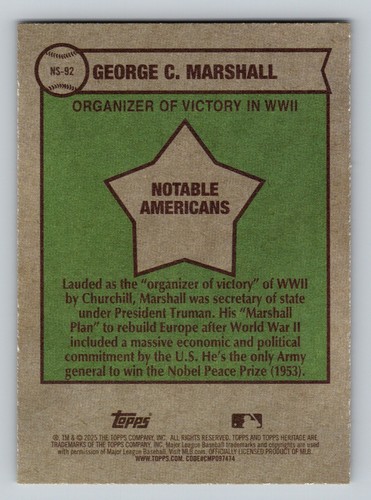 NS-92
GEORGE C. MARSHALL
ORGANIZER OF VICTORY IN WWII
NOTABLE
AMERICANS
Lauded as the "organizer of victory" of WWII
by Churchill, Marshall was secretary of state
under President Truman. His "Marshall
Plan" to rebuild Europe after World War II
included a massive economic and political
commitment by the U.S. He's the only Army
general to win the Nobel Peace Prize (1953).
Topps
®, TM & © 2025 THE TOPPS COMPANY, INC. ALL RIGHTS RESERVED. TOPPS AND TOPPS HERITAGE ARE
TRADEMARKS OF THE TOPPS COMPANY, INC. Major League Baseball trademarks and copyrights are used
with permission of Major League Baseball. Visit MLB.com. OFFICIALLY LICENSED PRODUCT OF MLB.
WWW.TOPPS.COM. CODE#CMP097474